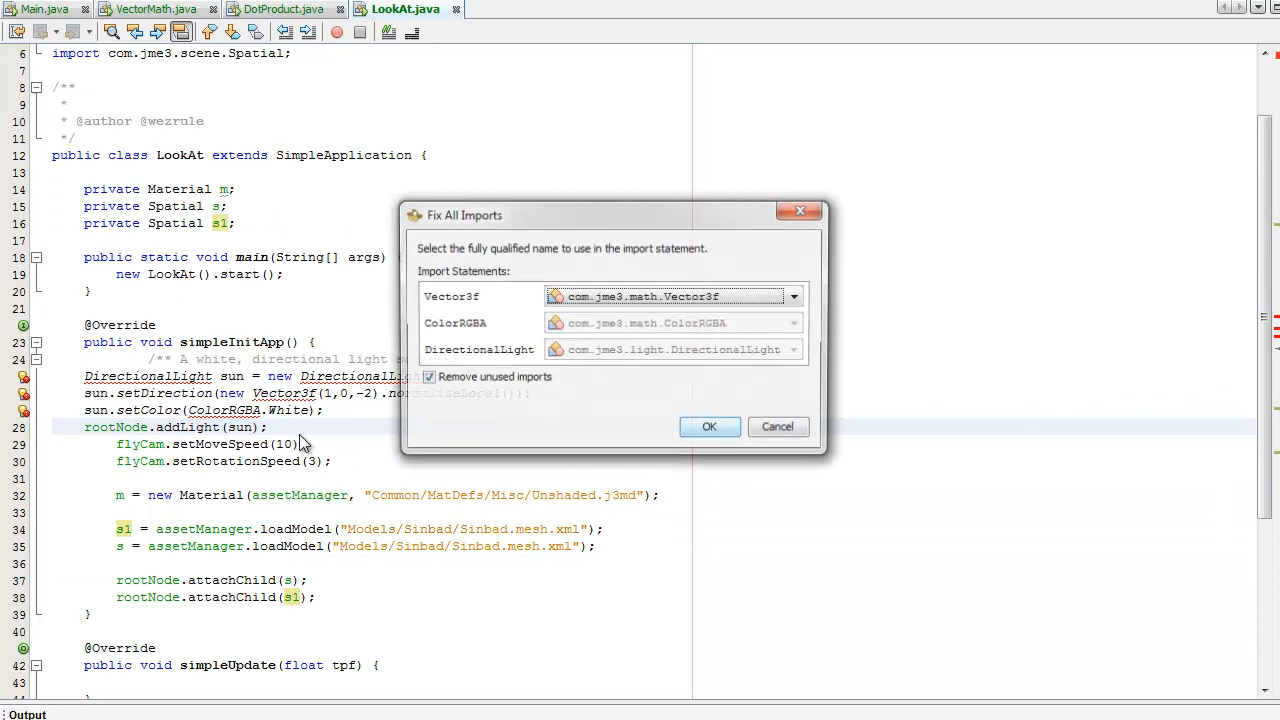 Main.java VectorMath.java DotProduct.java LookAt.java
6 import com.jme3.scene.Spatial;
7
8 /**
9 *
10 * @author @wezrule
11 */
12 public class LookAt extends SimpleApplication {
13
14 private Material m;
15 private Spatial s;
16 private Spatial s1;
17
18 public static void main(String[] args) {
19 new LookAt().start();
20 }
21
@Override
23 public void simpleInitApp() {
24 /** A white, directional light s
DirectionalLight sun = new DirectionalLig
sun.setDirection(new Vector3f(1,0,-2).normaliseLocal());
sun.setColor(ColorRGBA.White);
28 rootNode.addLight(sun);
29 flyCam.setMoveSpeed(10)
30 flyCam.setRotationSpeed(3);
31
32 m = new Material(assetManager, "Common/MatDefs/Misc/Unshaded.j3md");
33
34 s1 = assetManager.loadModel("Models/Sinbad/Sinbad.mesh.xml");
35 s = assetManager.loadModel("Models/Sinbad/Sinbad.mesh.xml");
36
37 rootNode.attachChild(s);
38 rootNode.attachChild(s1);
39 }
40
@Override
42 public void simpleUpdate(float tpf) {
43
44 }
Output
Fix All Imports
Select the fully qualified name to use in the import statement.
Import Statements:
Vector3f com.jme3.math.Vector3f
ColorRGBA com.jme3.math.ColorRGBA
DirectionalLight com.jme3.light.DirectionalLight
Remove unused imports
OK Cancel